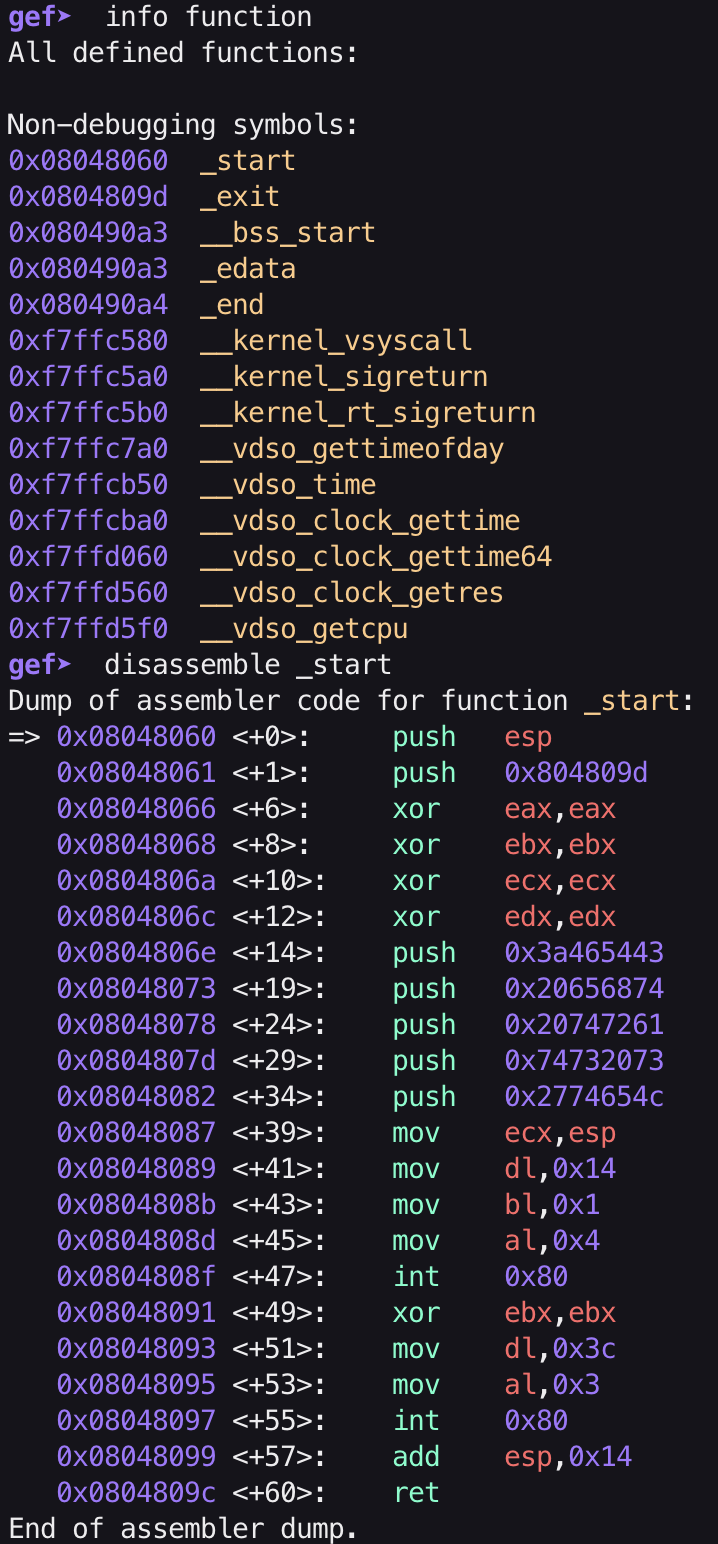 gef➤  info function
All defined functions:
Non-debugging symbols:
0x08048060  _start
0x0804809d  _exit
0x080490a3  __bss_start
0x080490a3  _edata
0x080490a4  _end
0xf7ffc580  __kernel_vsyscall
0xf7ffc5a0  __kernel_sigreturn
0xf7ffc5b0  __kernel_rt_sigreturn
0xf7ffc7a0  __vdso_gettimeofday
0xf7ffcb50  __vdso_time
0xf7ffcba0  __vdso_clock_gettime
0xf7ffd060  __vdso_clock_gettime64
0xf7ffd560  __vdso_clock_getres
0xf7ffd5f0  __vdso_getcpu
gef➤  disassemble _start
Dump of assembler code for function _start:
=> 0x08048060 <+0>:     push   esp
   0x08048061 <+1>:     push   0x804809d
   0x08048066 <+6>:     xor    eax,eax
   0x08048068 <+8>:     xor    ebx,ebx
   0x0804806a <+10>:    xor    ecx,ecx
   0x0804806c <+12>:    xor    edx,edx
   0x0804806e <+14>:    push   0x3a465443
   0x08048073 <+19>:    push   0x20656874
   0x08048078 <+24>:    push   0x20747261
   0x0804807d <+29>:    push   0x74732073
   0x08048082 <+34>:    push   0x2774654c
   0x08048087 <+39>:    mov    ecx,esp
   0x08048089 <+41>:    mov    dl,0x14
   0x0804808b <+43>:    mov    bl,0x1
   0x0804808d <+45>:    mov    al,0x4
   0x0804808f <+47>:    int    0x80
   0x08048091 <+49>:    xor    ebx,ebx
   0x08048093 <+51>:    mov    dl,0x3c
   0x08048095 <+53>:    mov    al,0x3
   0x08048097 <+55>:    int    0x80
   0x08048099 <+57>:    add    esp,0x14
   0x0804809c <+60>:    ret
End of assembler dump.